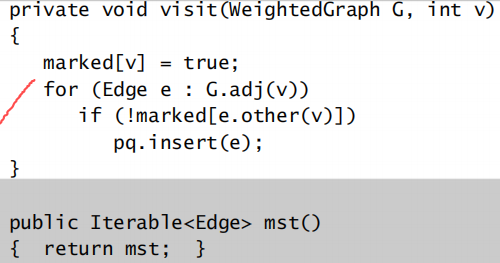 private void visit(WeightedGraph G, int v)
{
marked[v] = true;
for (Edge e : G.adj(v))
if (!marked[e.other(v)])
pq.insert(e);
}
public Iterable<Edge> mst()
{ return mst; }